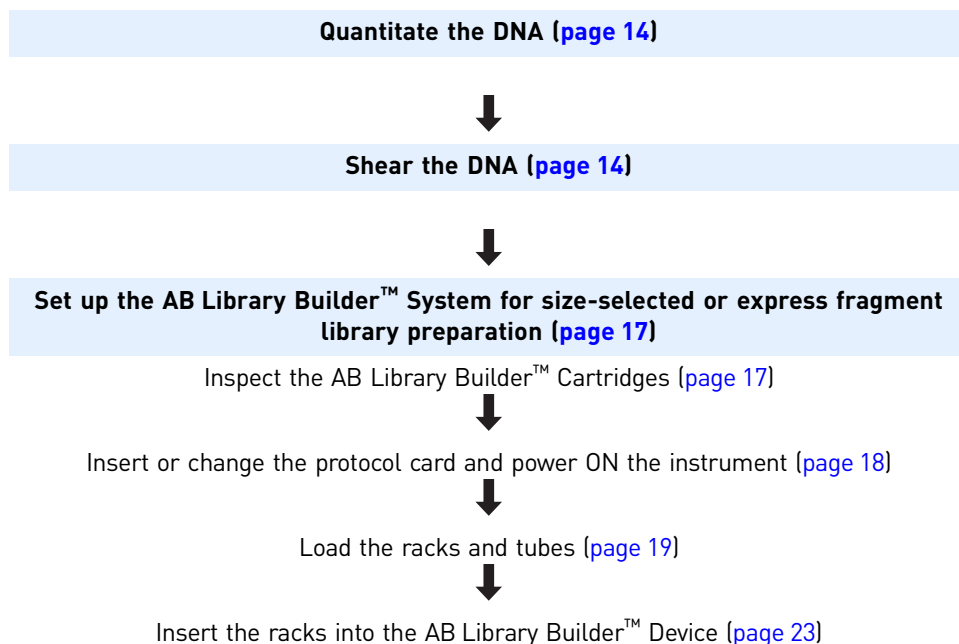 Quantitate the DNA (page 14)
Shear the DNA (page 14)
Set up the AB Library Builder™ System for size-selected or express fragment
library preparation (page 17)
Inspect the AB Library Builder™ Cartridges (page 17)
Insert or change the protocol card and power ON the instrument (page 18)
Load the racks and tubes (page 19)
Insert the racks into the AB Library Builder™ Device (page 23)